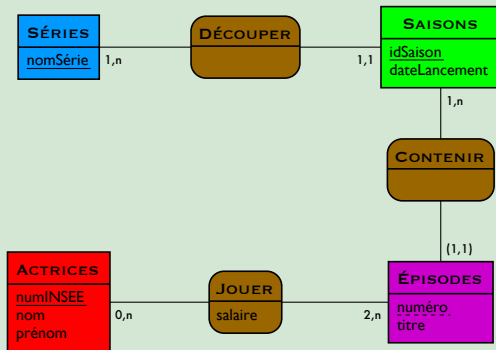 SÉRIES
nomSérie
1,n
DÉCOUPER
1,1
SAISONS
idSaison
dateLancement
1,n
CONTENIR
(1,1)
ACTRICES
numINSEE
nom
prénom
0,n
JOUER
salaire
2,n
ÉPISODES
numéro
titre